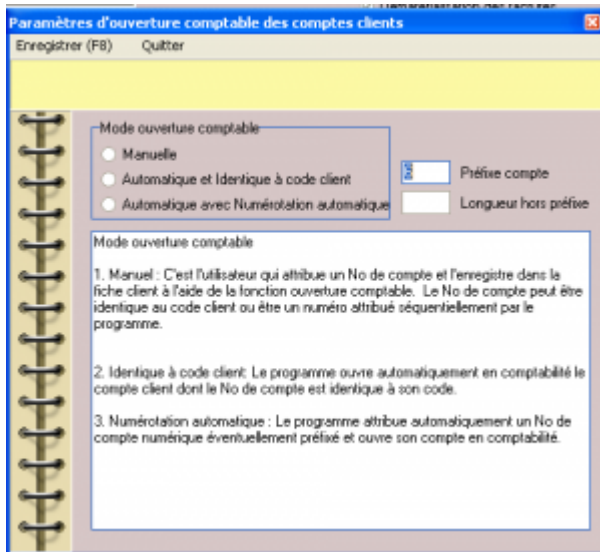 Paramètres d'ouverture comptable des comptes clients
Enregistrer (F8) Quitter
Mode ouverture comptable
Manuelle
Automatique et Identique à code client
Automatique avec Numérotation automatique
Préfixe compte
Longueur hors préfixe
Mode ouverture comptable
1. Manuel : C'est l'utilisateur qui attribue un No de compte et l'enregistre dans la
fiche client à l'aide de la fonction ouverture comptable. Le No de compte peut être
identique au code client ou être un numéro attribué séquentiellement par le
programme.
2. Identique à code client: Le programme ouvre automatiquement en comptabilité le
compte client dont le No de compte est identique à son code.
3. Numérotation automatique : Le programme attribue automatiquement un No de
compte numérique éventuellement préfixé et ouvre son compte en comptabilité.